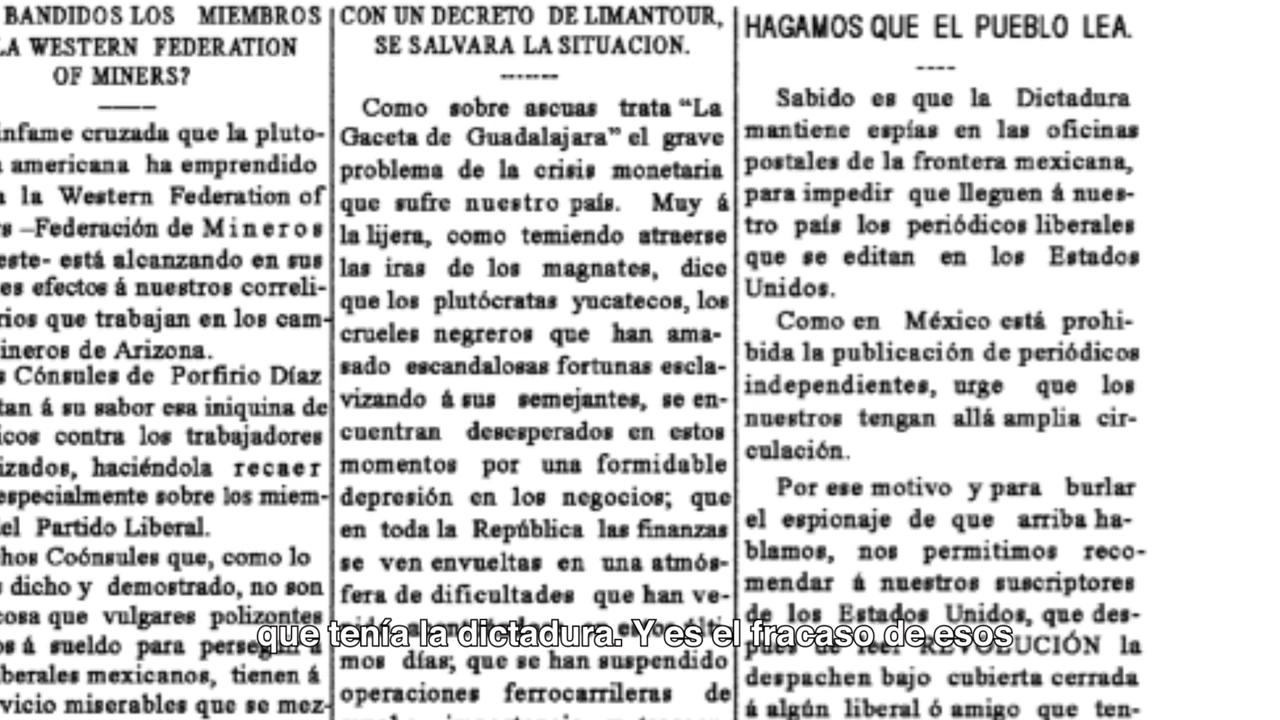 BANDIDOS LOS MIEMBROS
LA WESTERN FEDERATION
OF MINERS?
infame cruzada que la pluto-
americana ha emprendido
la Western Federation of
–Federación de Mineros
este- está alcanzando en sus
es efectos á nuestros correli-
rios que trabajan en los cam-
ineros de Arizona.
s Cónsules de Porfirio Díaz
tan á su sabor esa iniquina de
icos contra los trabajadores
izados, haciéndola recaer
especialmente sobre los miem-
del Partido Liberal.
hos Coónsules que, como lo
dicho y demostrado, no son
cosa que vulgares polizontes
os á sueldo para perseguir a
berales mexicanos, tienen á
vicio miserables que se mez-
CON UN DECRETO DE LIMANTOUR,
SE SALVARA LA SITUACION.
Como sobre ascuas trata “La
Gaceta de Guadalajara” el grave
problema de la crisis monetaria
que sufre nuestro país. Muy á
la lijera, como temiendo atraerse
las iras de los magnates, dice
que los plutócratas yucatecos, los
crueles negreros que han ama-
sado escandalosas fortunas escla-
vizando á sus semejantes, se en-
cuentran desesperados en estos
momentos por una formidable
depresión en los negocios; que
en toda la República las finanzas
se ven envueltas en una atmós-
fera de dificultades que han ve-
mos días; que se han suspendido
operaciones ferrocarrileras de
HAGAMOS QUE EL PUEBLO LEA.
Sabido es que la Dictadura
mantiene espías en las oficinas
postales de la frontera mexicana,
para impedir que lleguen á nues-
tro país los periódicos liberales
que se editan en los Estados
Unidos.
Como en México está prohi-
bida la publicación de periódicos
independientes, urge que los
nuestros tengan allá amplia cir-
culación.
Por ese motivo y para burlar
el espionaje de que arriba ha-
blamos, nos permitimos reco-
mendar á nuestros suscriptores
de los Estados Unidos, que des-
pués de leer REVOLUCIÓN la
despachen bajo cubierta cerrada
á algún liberal ó amigo que ten-
que tenía la dictadura. Y es el fracaso de esos